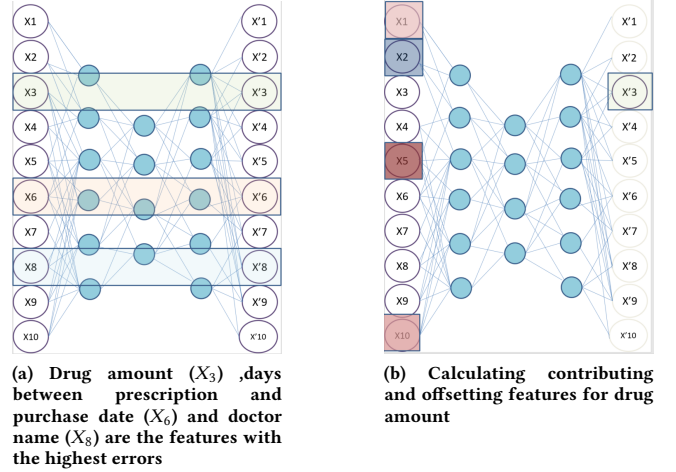 X1 X'1 X1 X'1
X2 X'2 X2 X'2
X3 X'3 X3 X'3
X4 X'4 X4 X'4
X5 X'5 X5 X'5
X6 X'6 X6 X'6
X7 X'7 X7 X'7
X8 X'8 X8 X'8
X9 X'9 X9 X'9
X10 X'10 X10 X'10
(a) Drug amount (X3) ,days
between prescription and
purchase date (X6) and doctor
name (X8) are the features with
the highest errors
(b) Calculating contributing
and offsetting features for drug
amount